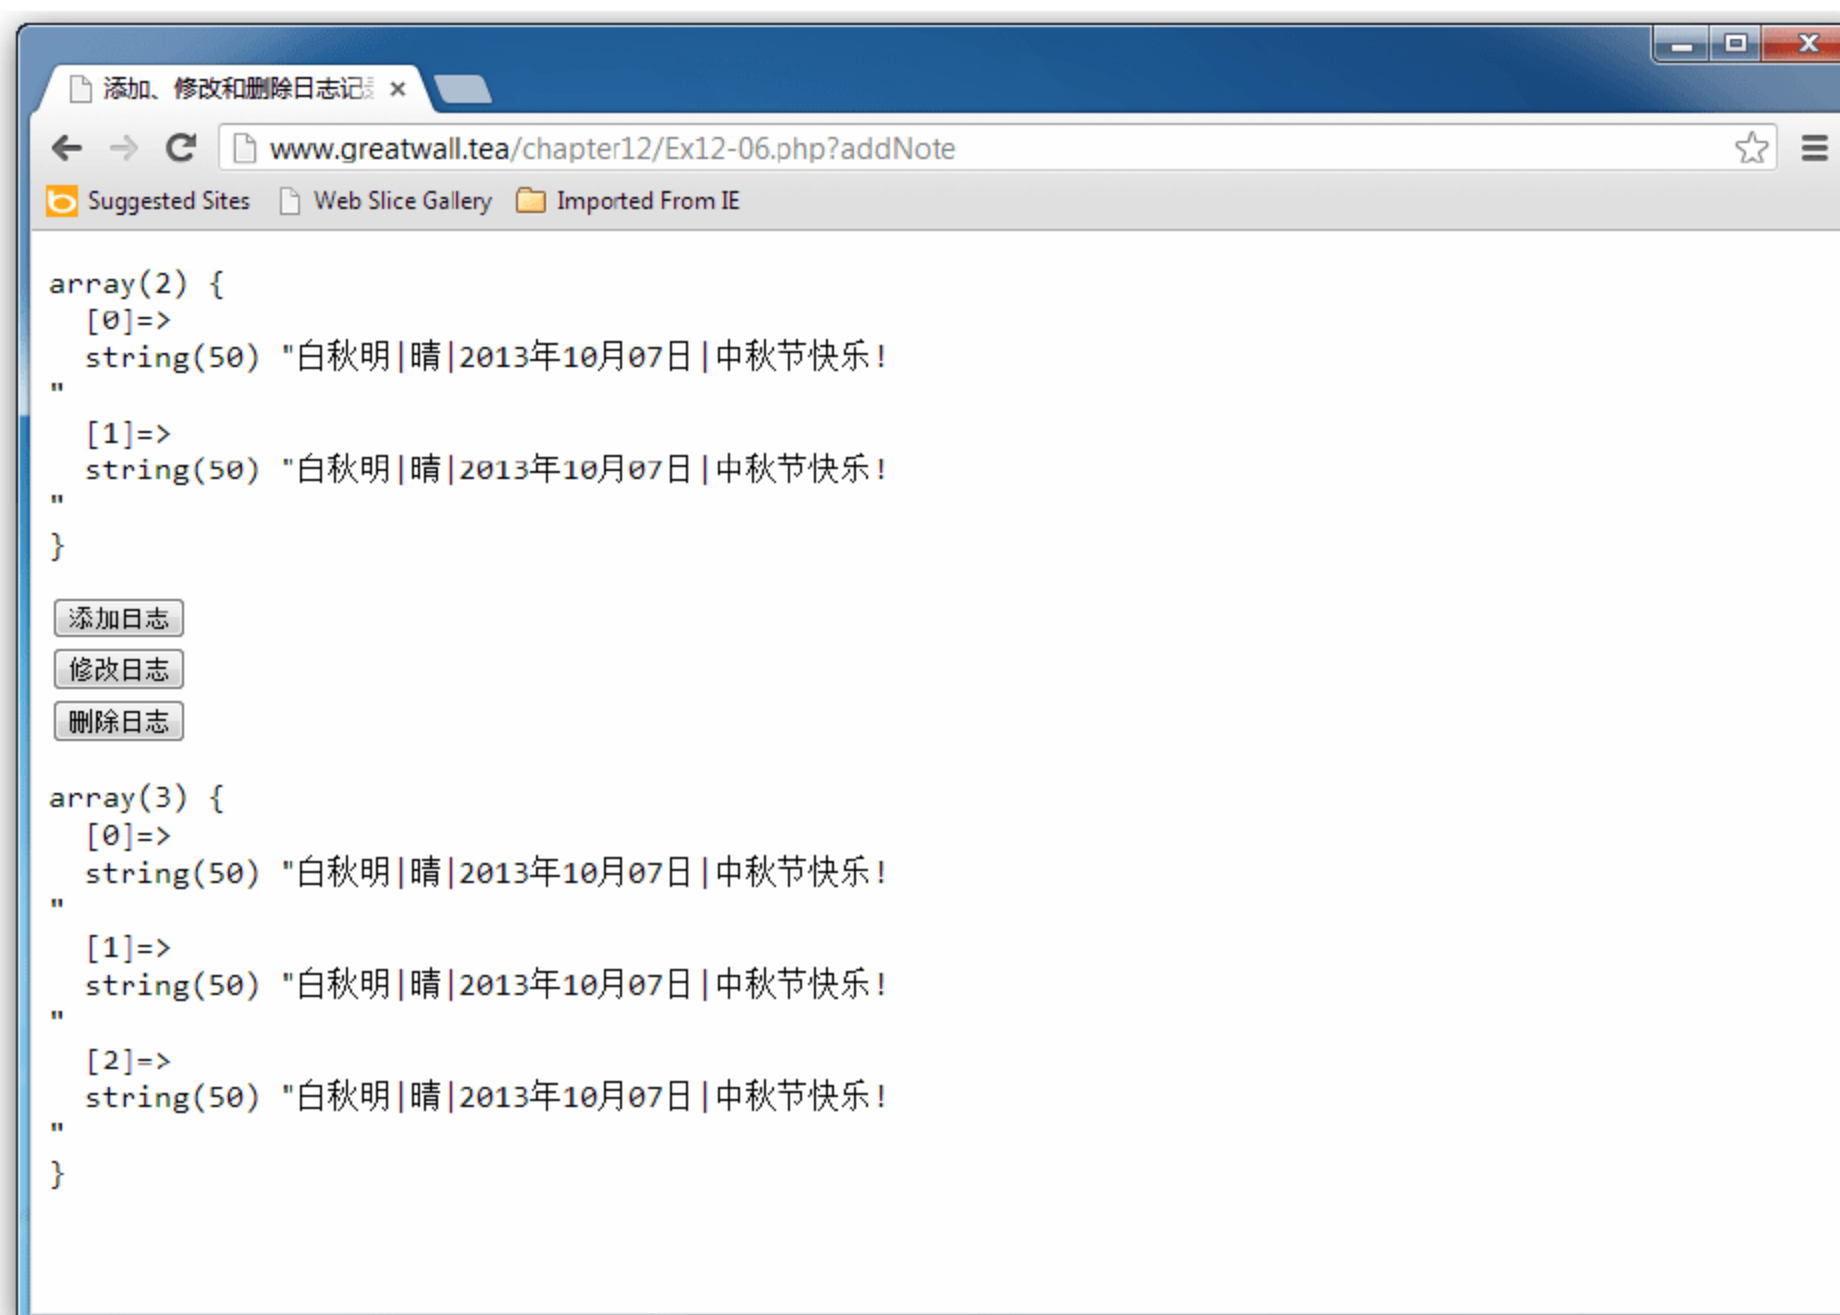 添加、修改和删除日志记
www.greatwall.tea/chapter12/Ex12-06.php?addNote
Suggested Sites Web Slice Gallery Imported From IE
array(2) {
[0]=>
string(50) "白秋明|晴|2013年10月07日|中秋节快乐!
"
[1]=>
string(50) "白秋明|晴|2013年10月07日|中秋节快乐!
"
}
添加日志
修改日志
删除日志
array(3) {
[0]=>
string(50) "白秋明|晴|2013年10月07日|中秋节快乐!
"
[1]=>
string(50) "白秋明|晴|2013年10月07日|中秋节快乐!
"
[2]=>
string(50) "白秋明|晴|2013年10月07日|中秋节快乐!
"
}